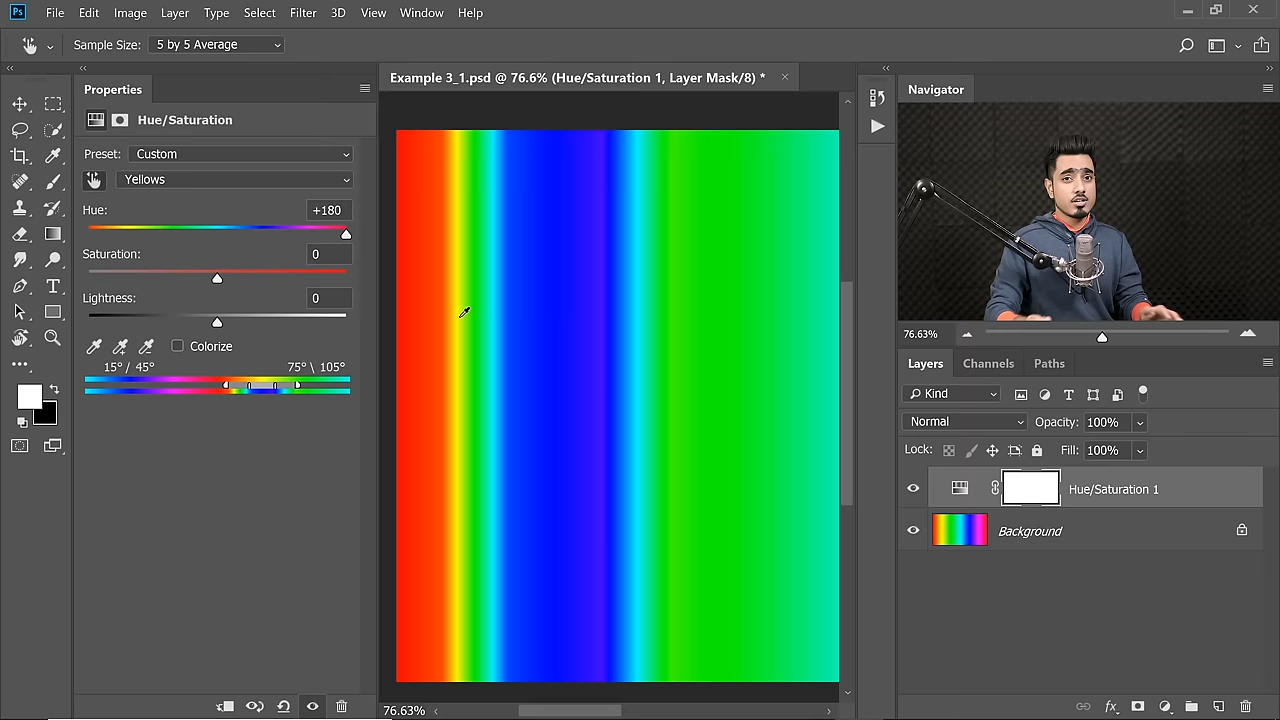 Ps File Edit Image Layer Type Select Filter 3D View Window Help
Sample Size: 5 by 5 Average
Properties
Example 3_1.psd @ 76.6% (Hue/Saturation 1, Layer Mask/8) *
Navigator
Hue/Saturation
Preset: Custom
Yellows
Hue: +180
Saturation: 0
Lightness: 0
Colorize
15°/ 45° 75° \ 105°
76.63%
76.63%
Layers Channels Paths
Kind
Normal Opacity: 100%
Lock: Fill: 100%
Hue/Saturation 1
Background
fx